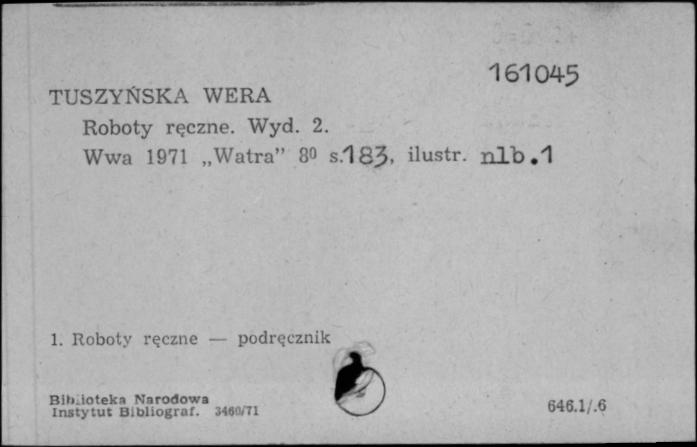 161045
TUSZYŃSKA WERA
Roboty ręczne. Wyd. 2.
Wwa 1971 „Watra” 8⁰ s.183, ilustr. nlb.1
1. Roboty ręczne — podręcznik
Biblioteka Narodowa
Instytut Bibliograf. 3460/71
646.1/.6